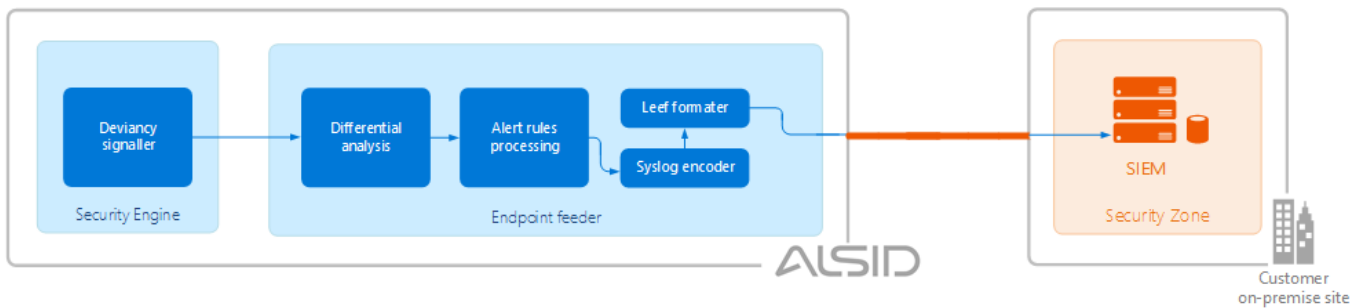 Deviancy
signaller
Security Engine
Differential
analysis
Alert rules
processing
Leef formater
Syslog encoder
Endpoint feeder
ALSID
SIEM
Security Zone
Customer
on-premise site